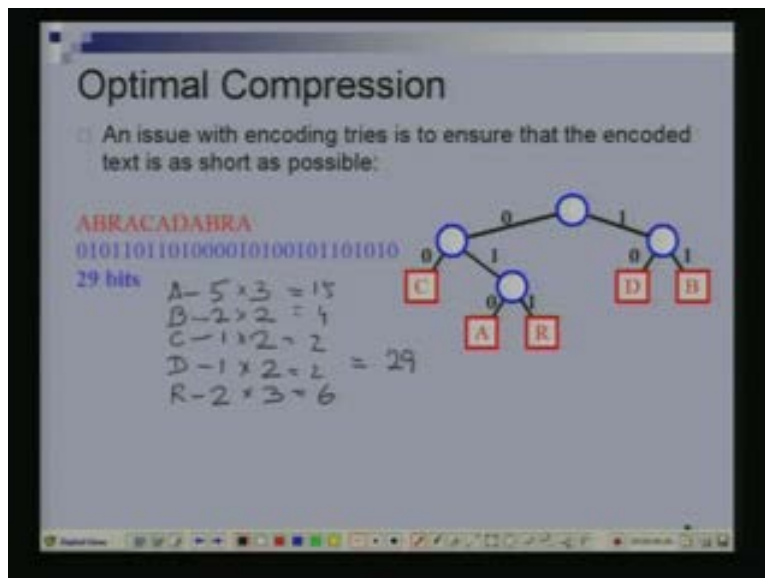 Optimal Compression
An issue with encoding tries is to ensure that the encoded
text is as short as possible:
ABRACADABRA
0101101101000010100101101010
29 bits
A - 5 × 3 = 15
B - 2 × 2 = 4
C - 1 × 2 = 2
D - 1 × 2 = 2 = 29
R - 2 × 3 = 6
0 1
0 1 0 1
C D B
0 1
A R